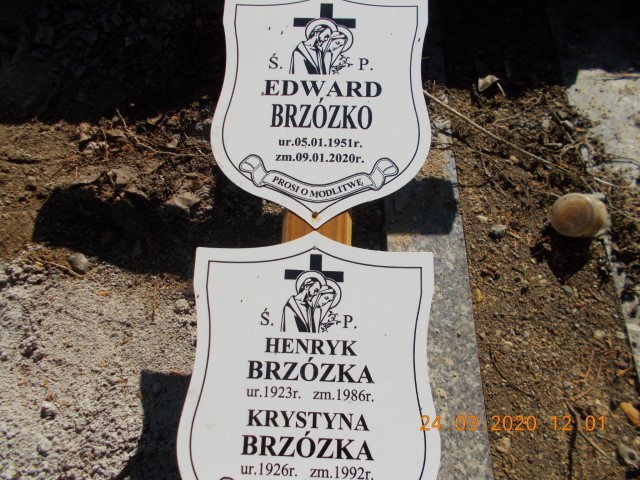 Ś. P.
EDWARD
BRZÓZKO
ur.05.01.1951r.
zm.09.01.2020r.
PROSI O MODLITWĘ
Ś. P.
HENRYK
BRZÓZKA
ur.1923r. zm.1986r.
KRYSTYNA
BRZÓZKA
ur.1926r. zm.1992r.
24 03 2020 12 01